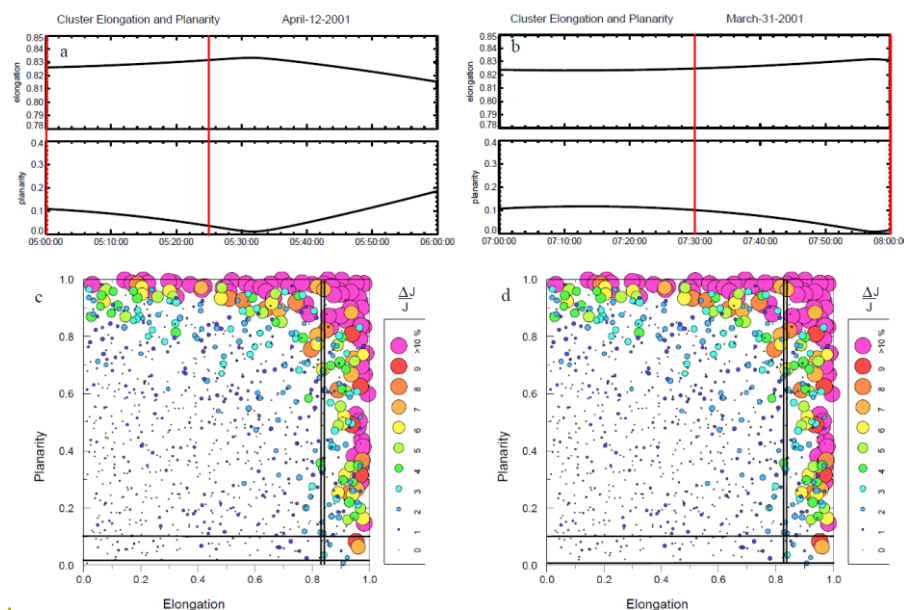 Cluster Elongation and Planarity April-12-2001
a
0.85
0.83
0.82
0.80
0.79
0.78
elongation
0.4
0.3
0.2
0.1
0.0
planarity
05:00:00 05:10:00 05:20:00 05:30:00 05:40:00 05:50:00 06:00:00
Cluster Elongation and Planarity March-31-2001
b
0.85
0.83
0.82
0.80
0.79
0.78
elongation
0.4
0.3
0.2
0.1
0.0
planarity
07:00:00 07:10:00 07:20:00 07:30:00 07:40:00 07:50:00 08:00:00
c
1.0
0.8
0.6
0.4
0.2
0.0
Planarity
0.0 0.2 0.4 0.6 0.8 1.0
Elongation
ΔJ
J
>10 %
9
8
7
6
5
4
3
2
1
0
d
1.0
0.8
0.6
0.4
0.2
0.0
Planarity
0.0 0.2 0.4 0.6 0.8 1.0
Elongation
ΔJ
J
>10 %
9
8
7
6
5
4
3
2
1
0